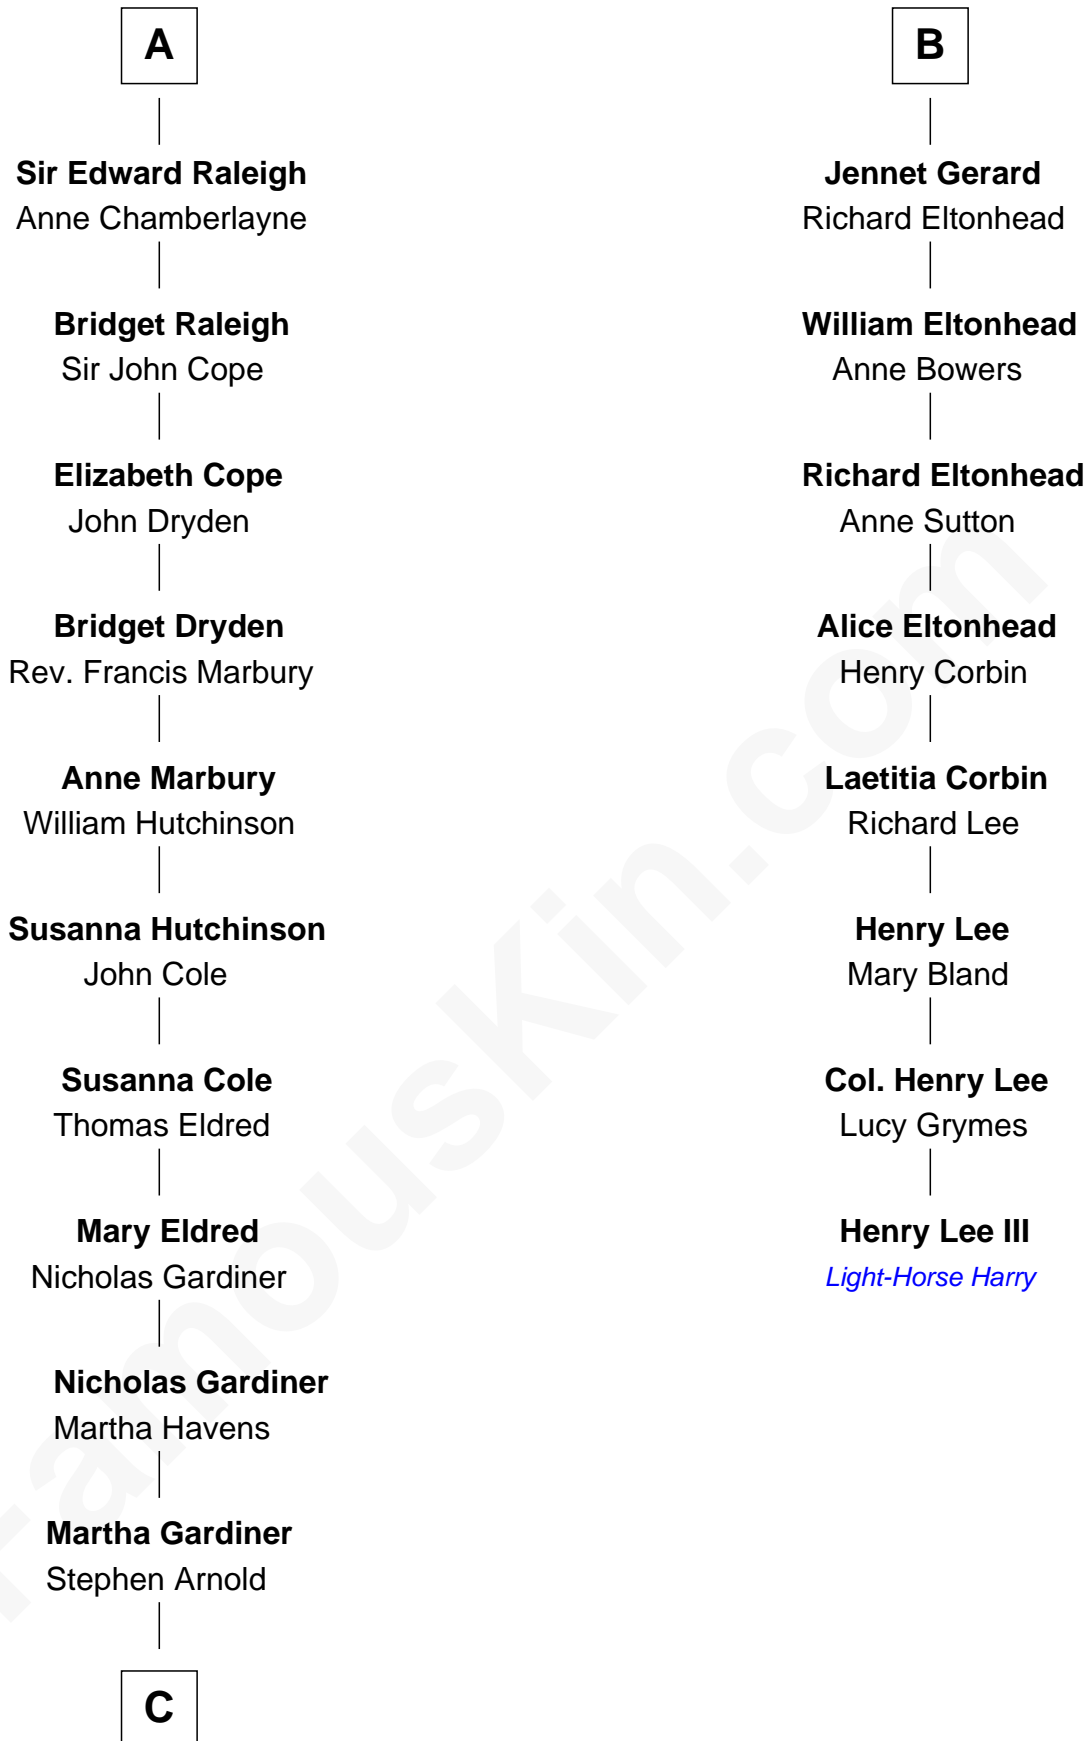 A
Sir Edward Raleigh
Anne Chamberlayne
Bridget Raleigh
Sir John Cope
Elizabeth Cope
John Dryden
Bridget Dryden
Rev. Francis Marbury
Anne Marbury
William Hutchinson
Susanna Hutchinson
John Cole
Susanna Cole
Thomas Eldred
Mary Eldred
Nicholas Gardiner
Nicholas Gardiner
Martha Havens
Martha Gardiner
Stephen Arnold
C
B
Jennet Gerard
Richard Eltonhead
William Eltonhead
Anne Bowers
Richard Eltonhead
Anne Sutton
Alice Eltonhead
Henry Corbin
Laetitia Corbin
Richard Lee
Henry Lee
Mary Bland
Col. Henry Lee
Lucy Grymes
Henry Lee III
Light-Horse Harry
FamousKin.com